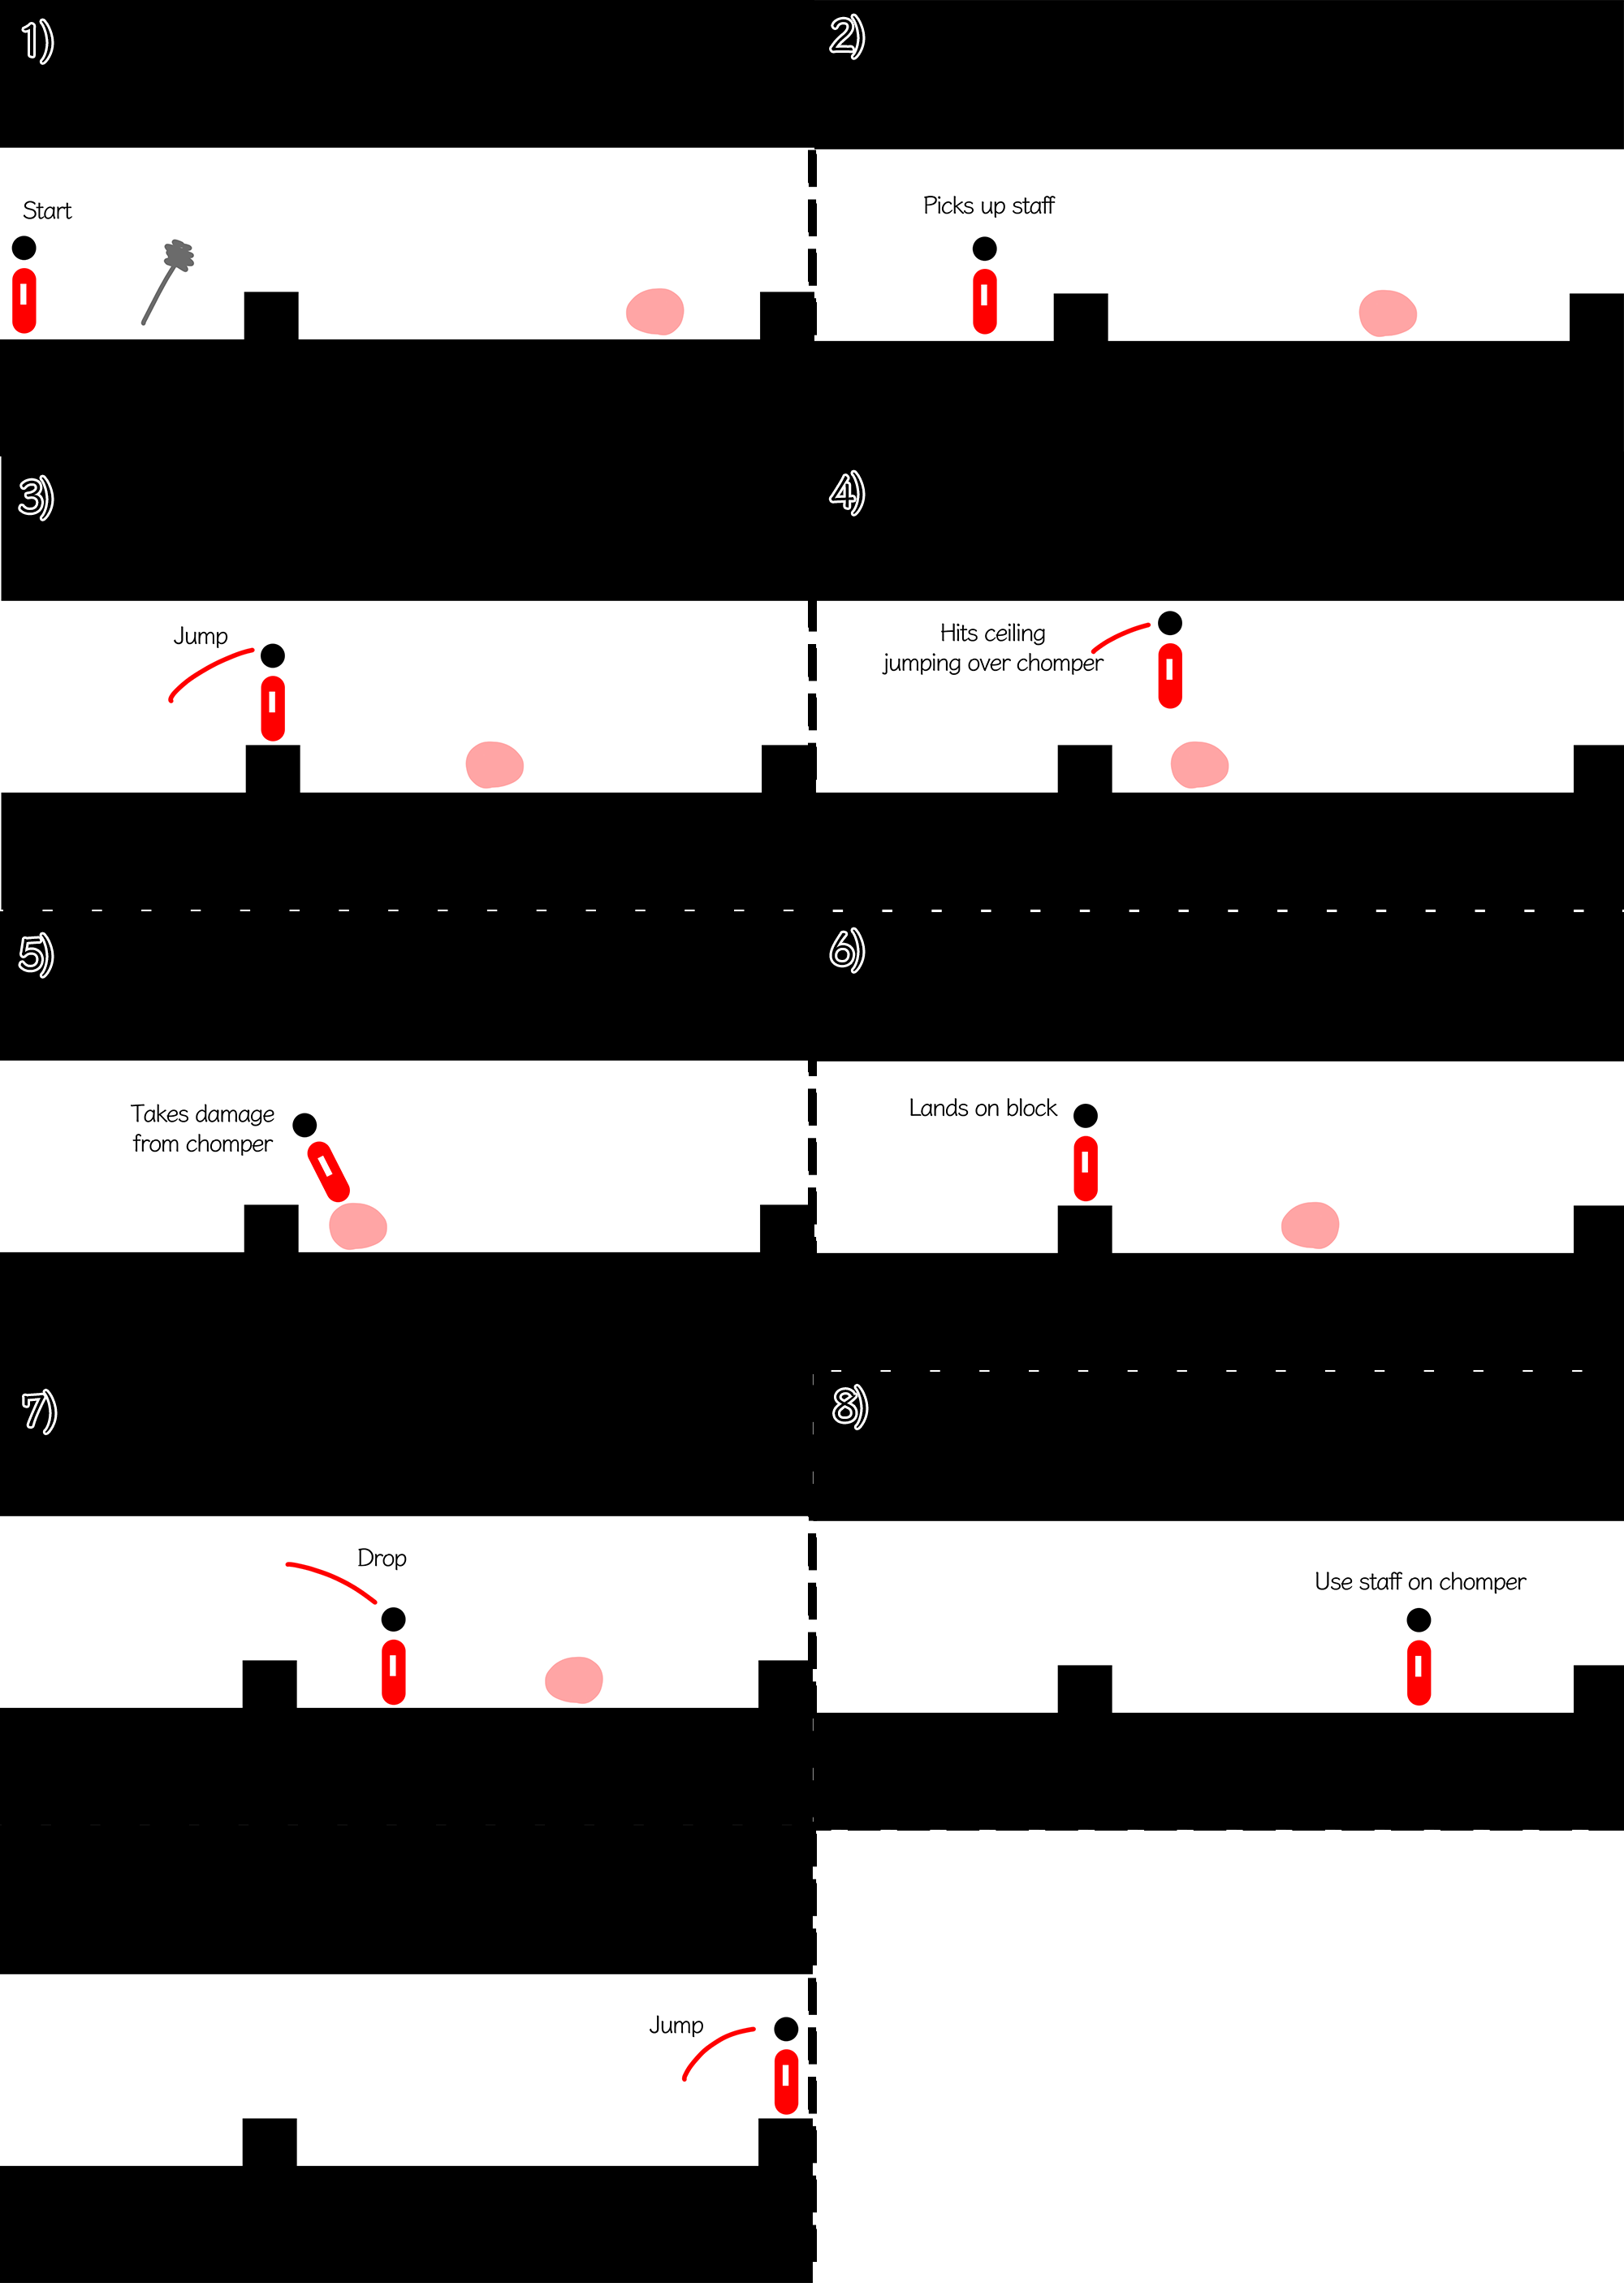 1)
Start
2)
Picks up staff
3)
Jump
4)
Hits ceiling
jumping over chomper
5)
Takes damage
from chomper
6)
Lands on block
7)
Drop
8)
Use staff on chomper
Jump